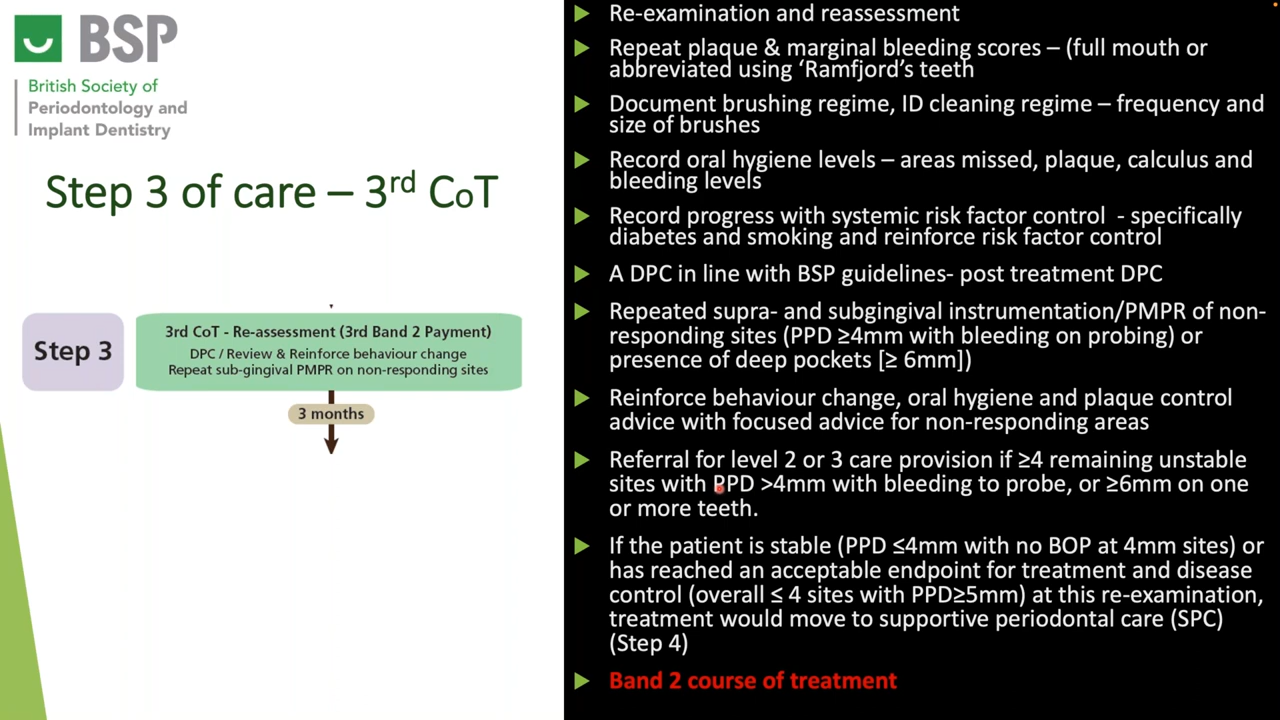 BSP
British Society of
Periodontology and
Implant Dentistry
Step 3 of care – 3rd CoT
Step 3
3rd CoT - Re-assessment (3rd Band 2 Payment)
DPC / Review & Reinforce behaviour change
Repeat sub-gingival PMPR on non-responding sites
3 months
Re-examination and reassessment
Repeat plaque & marginal bleeding scores – (full mouth or
abbreviated using ‘Ramfjord’s teeth
Document brushing regime, ID cleaning regime – frequency and
size of brushes
Record oral hygiene levels – areas missed, plaque, calculus and
bleeding levels
Record progress with systemic risk factor control - specifically
diabetes and smoking and reinforce risk factor control
A DPC in line with BSP guidelines- post treatment DPC
Repeated supra- and subgingival instrumentation/PMPR of non-
responding sites (PPD ≥4mm with bleeding on probing) or
presence of deep pockets [≥ 6mm])
Reinforce behaviour change, oral hygiene and plaque control
advice with focused advice for non-responding areas
Referral for level 2 or 3 care provision if ≥4 remaining unstable
sites with PPD >4mm with bleeding to probe, or ≥6mm on one
or more teeth.
If the patient is stable (PPD ≤4mm with no BOP at 4mm sites) or
has reached an acceptable endpoint for treatment and disease
control (overall ≤ 4 sites with PPD≥5mm) at this re-examination,
treatment would move to supportive periodontal care (SPC)
(Step 4)
Band 2 course of treatment